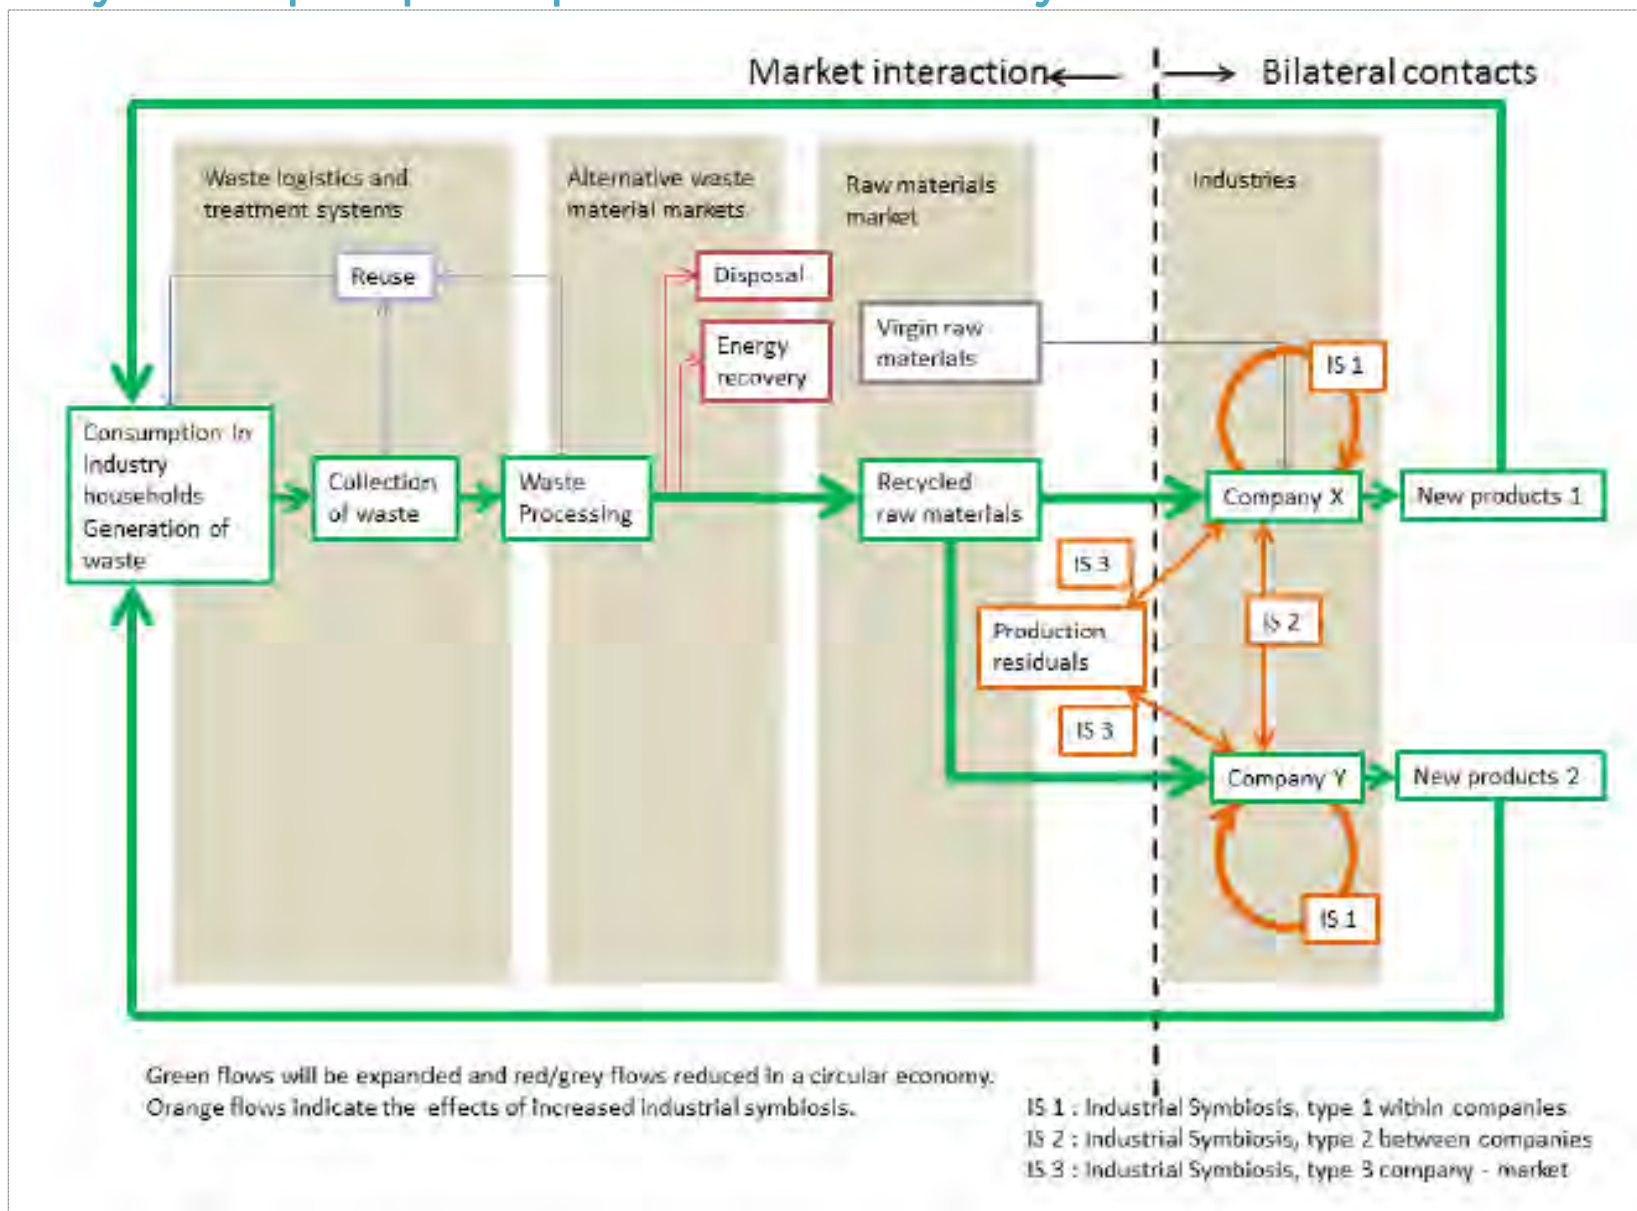 Market interaction
Bilateral contacts
Waste logistics and
treatment systems
Alternative waste
material markets
Raw materials
market
Industries
Reuse
Disposal
Energy
recovery
Virgin raw
materials
IS 1
Consumption in
industry
households
Generation of
waste
Collection
of waste
Waste
Processing
Recycled
raw materials
Company X
New products 1
IS 3
IS 2
Production
residuals
IS 3
Company Y
New products 2
IS 1
Green flows will be expanded and red/grey flows reduced in a circular economy.
Orange flows indicate the effects of increased industrial symbiosis.
IS 1 : Industrial Symbiosis, type 1 within companies
IS 2 : Industrial Symbiosis, type 2 between companies
IS 3 : Industrial Symbiosis, type 3 company - market